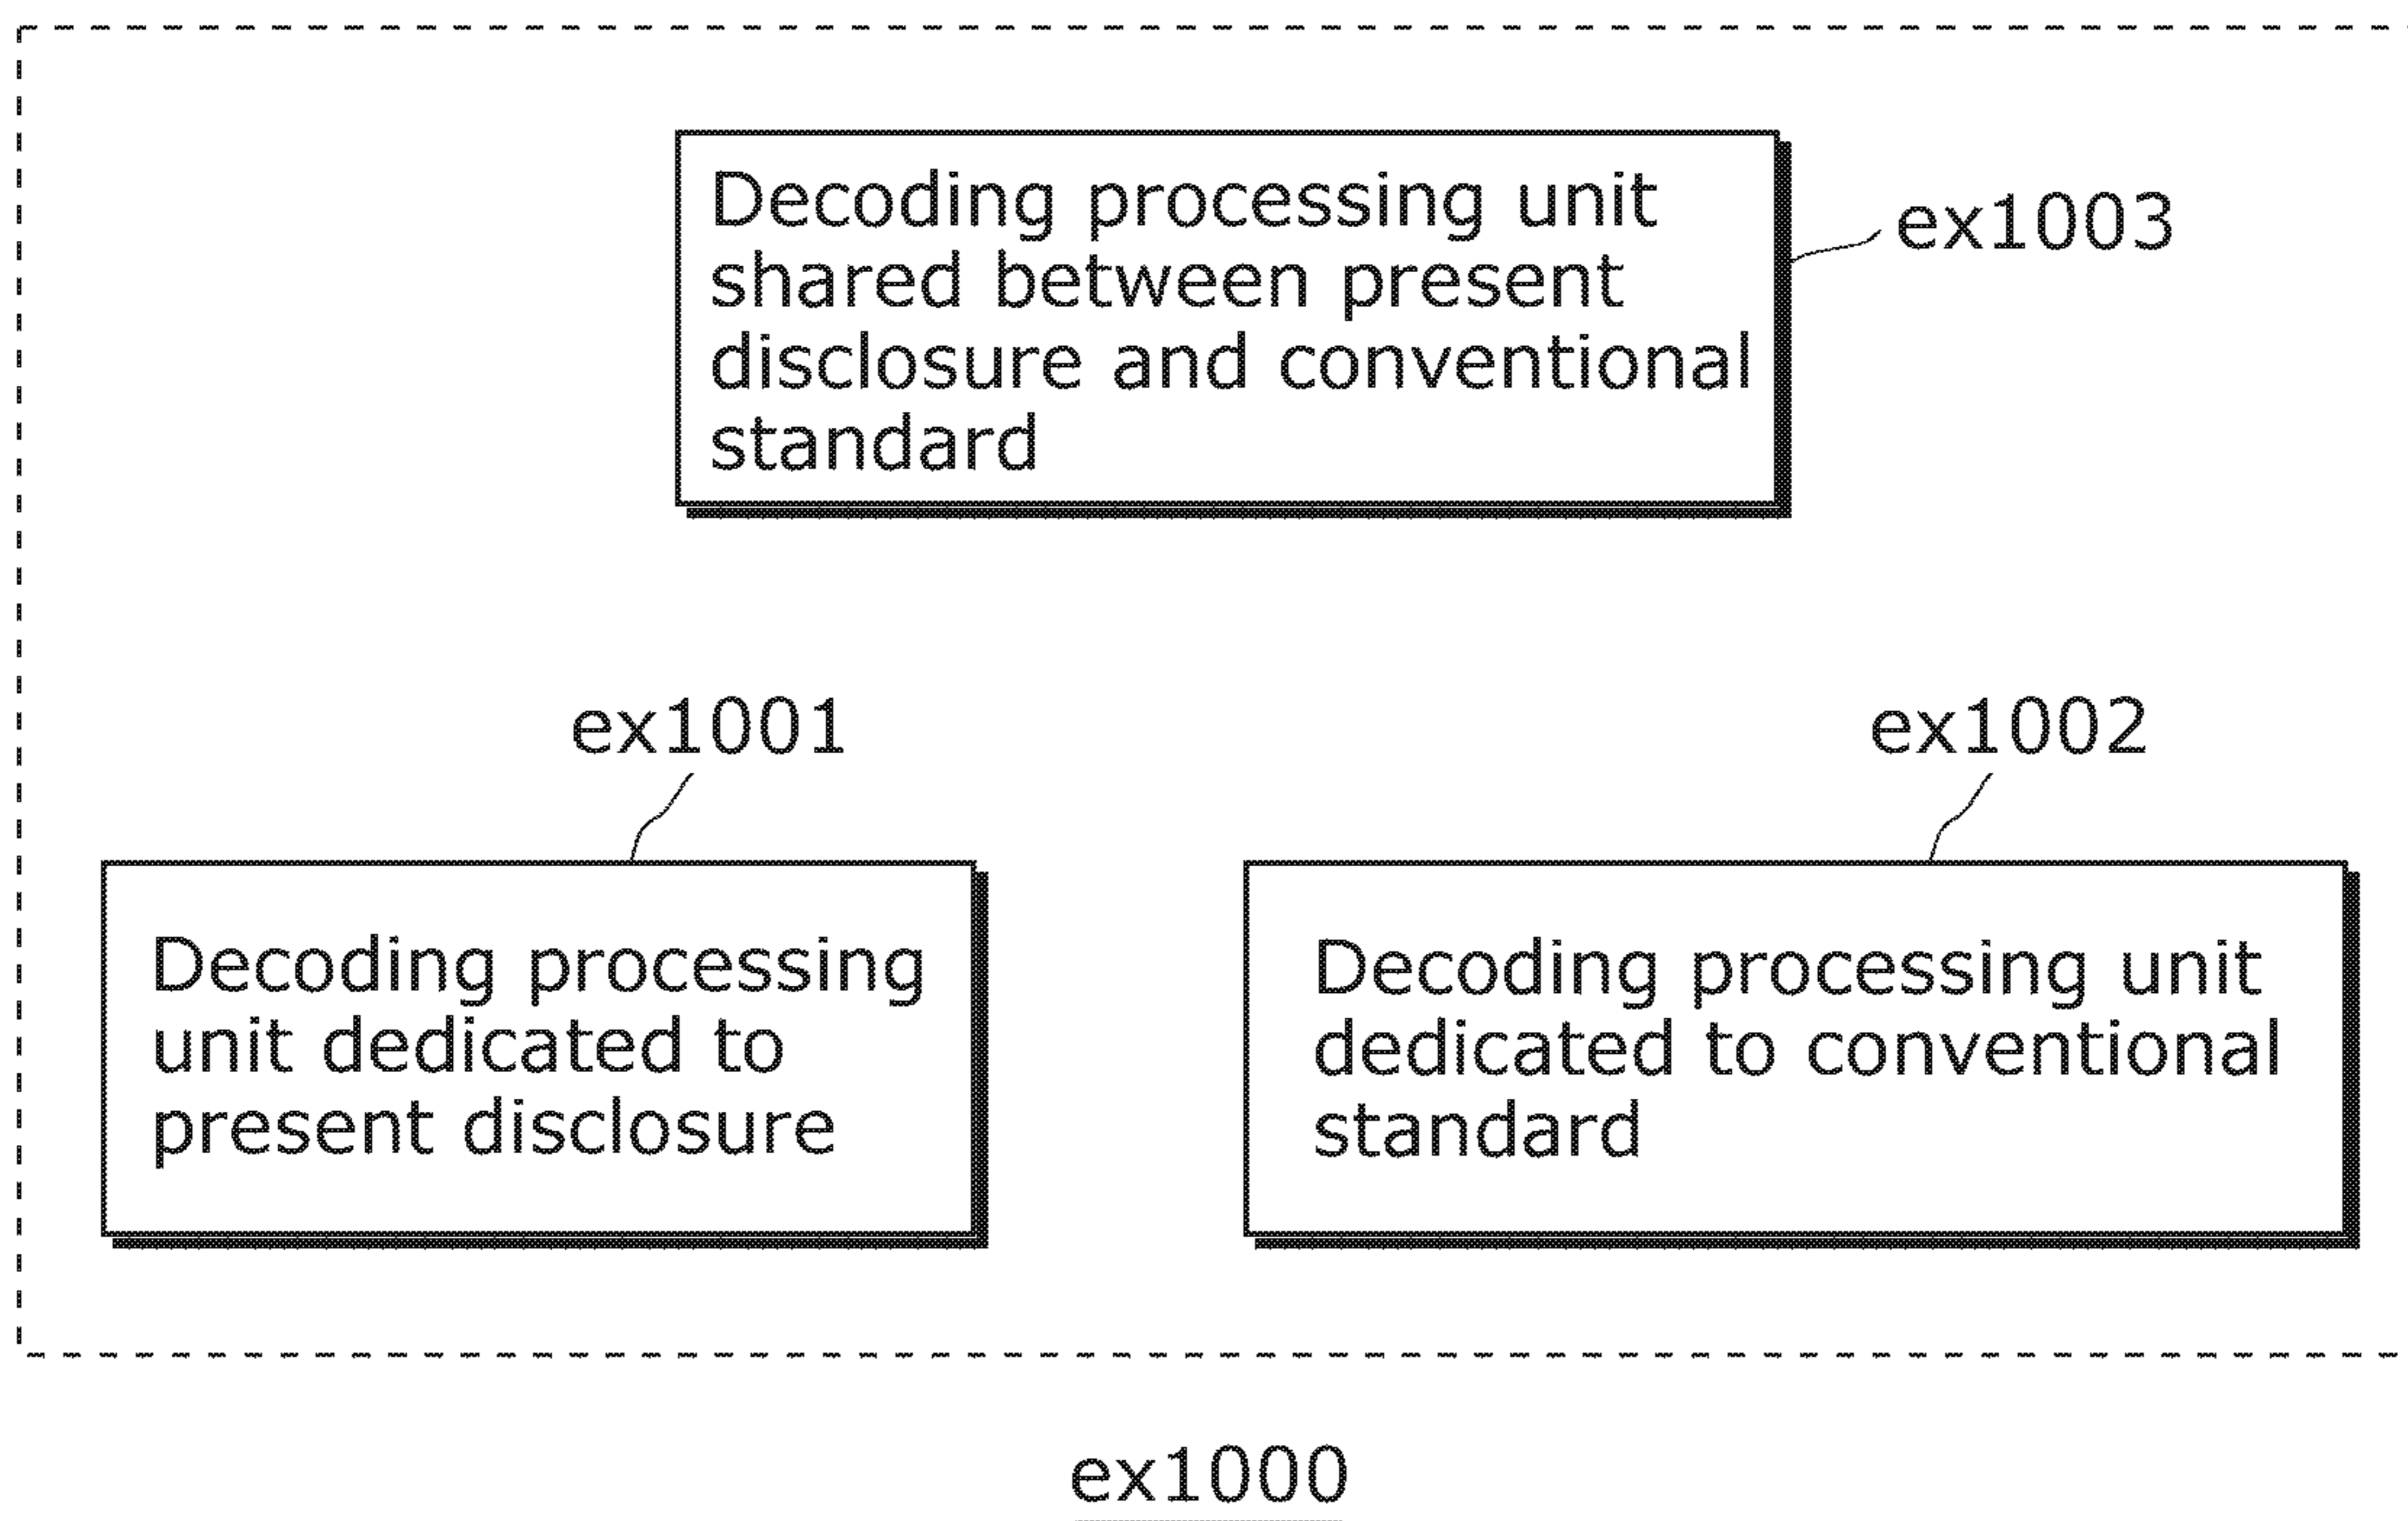 Decoding processing unit
shared between present
disclosure and conventional
standard
ex1003
ex1001
Decoding processing
unit dedicated to
present disclosure
ex1002
Decoding processing unit
dedicated to conventional
standard
ex1000